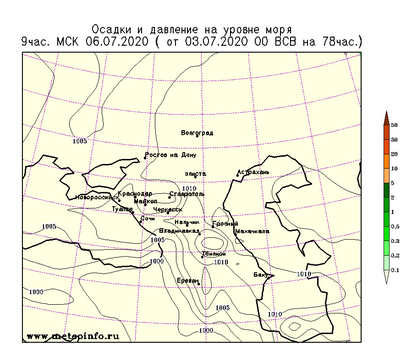 Осадки и давление на уровне моря
9час. МСК 06.07.2020 ( от 03.07.2020 00 ВСВ на 78час.)
1005
Волгоград
Ростов на Дону
элиста
Астрахань
1010
Краснодар
Ставрополь
Новороссийск
Майкоп
Туапсе
Черкесск
Сочи
Нальчик
Грозный
1005
Владикавказ
Махачкала
1005
1005
Тбилиси
1000
1010
Баку
1010
Ереван
1000
1005
1010
1000
www.meteoinfo.ru
50
30
20
10
5
2
1
0.5
0.3
0.2
0.1